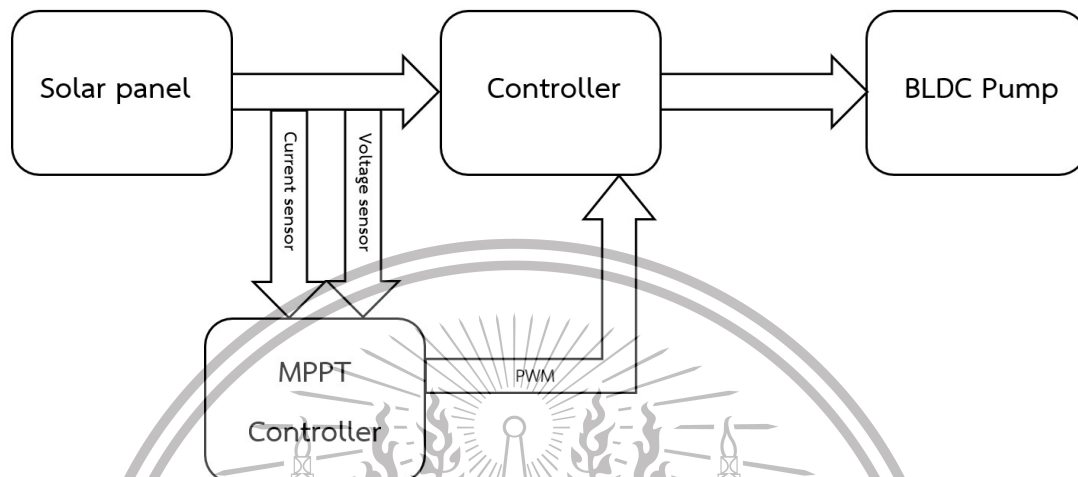 Solar panel
Controller
BLDC Pump
Current sensor
Voltage sensor
MPPT
Controller
PWM